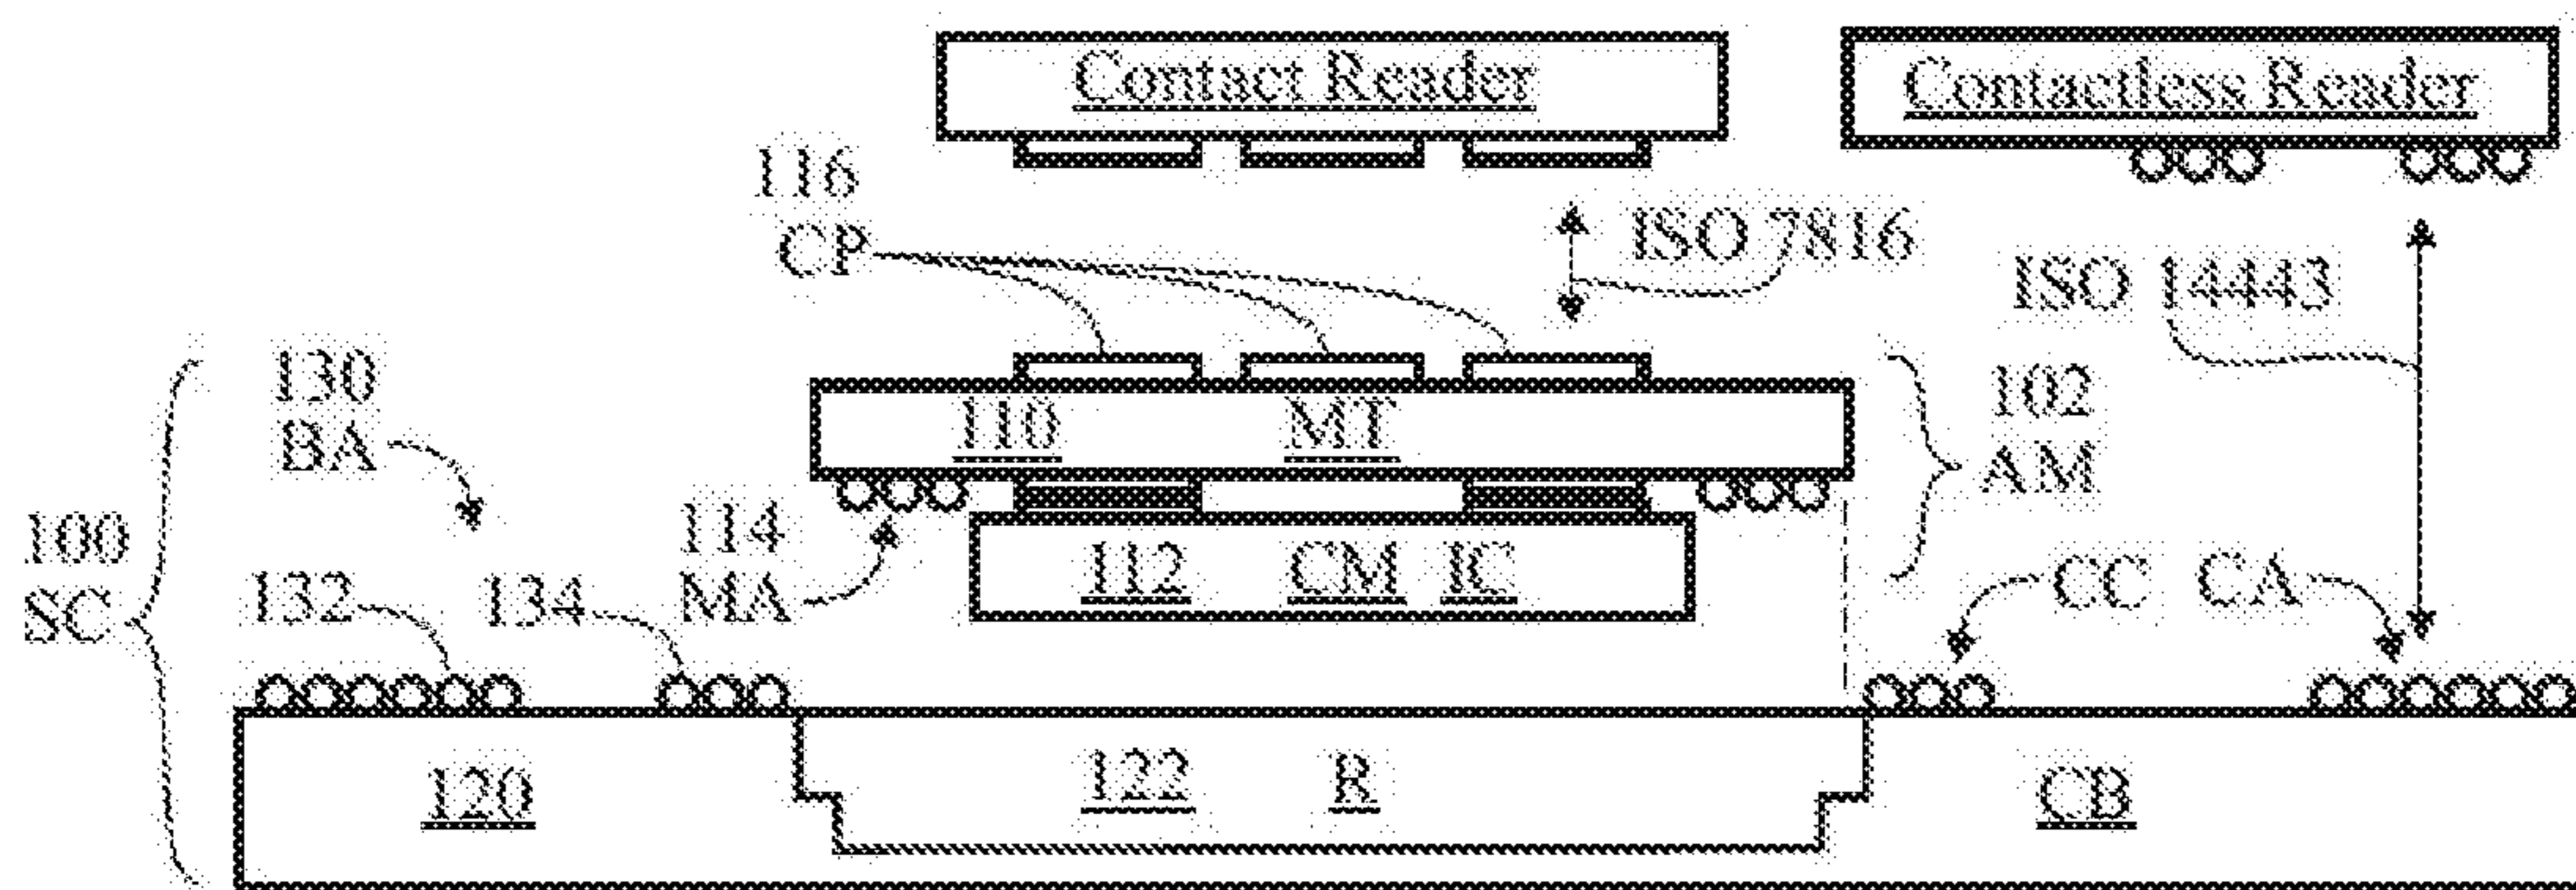 Contact Reader
Contactless Reader
116
CP
ISO 7816
ISO 14443
130
BA
110 MT
102
AM
100
SC
114
MA
112 CM IC
132
134
CC
CA
120
122 R
CB